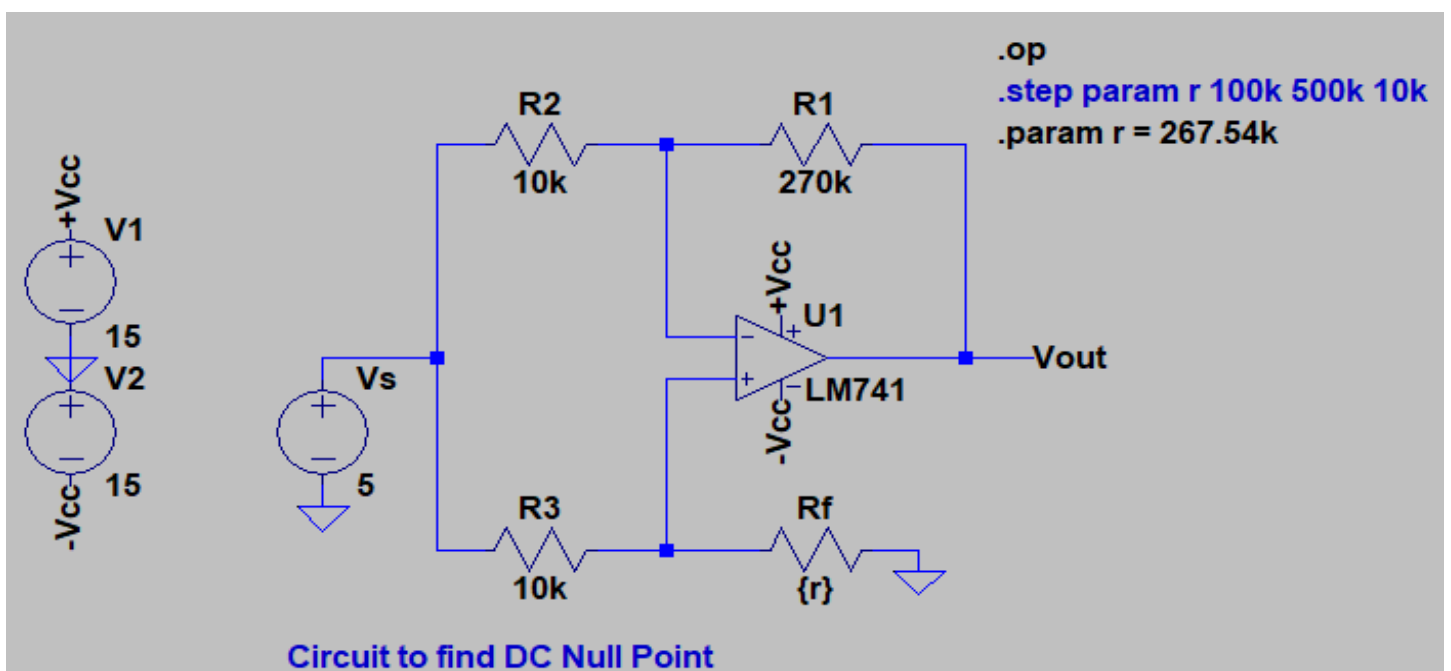 .op
.step param r 100k 500k 10k
.param r = 267.54k
R2
10k
R1
270k
+Vcc
V1
15
V2
15
-Vcc
Vs
5
+Vcc
U1
LM741
-Vcc
Vout
R3
10k
Rf
{r}
Circuit to find DC Null Point